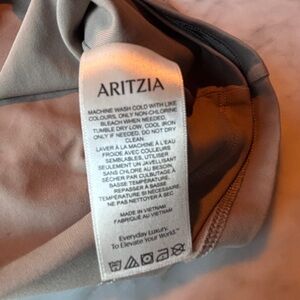 ARITZIA
MACHINE WASH COLD WITH LIKE
COLOURS, ONLY NON-CHLORINE
BLEACH WHEN NEEDED,
TUMBLE DRY LOW, COOL IRON
IF NECESSARY, DO NOT DRY
CLEAN.
LAVER À LA MACHINE À L'EAU
FROIDE AVEC COULEURS
SEMBLABLES, UTILISER
SEULEMENT UN JAVELLISANT
SANS CHLORE AU BESOIN,
SÉCHER PAR CULBUTAGE À
BASSE TEMPÉRATURE,
REPASSER À BASSE
TEMPÉRATURE SI NÉCESSAIRE,
NE PAS NETTOYER À SEC
MADE IN VIETNAM
FABRIQUÉ AU VIETNAM
Everyday Luxury.
To Elevate Your World.™